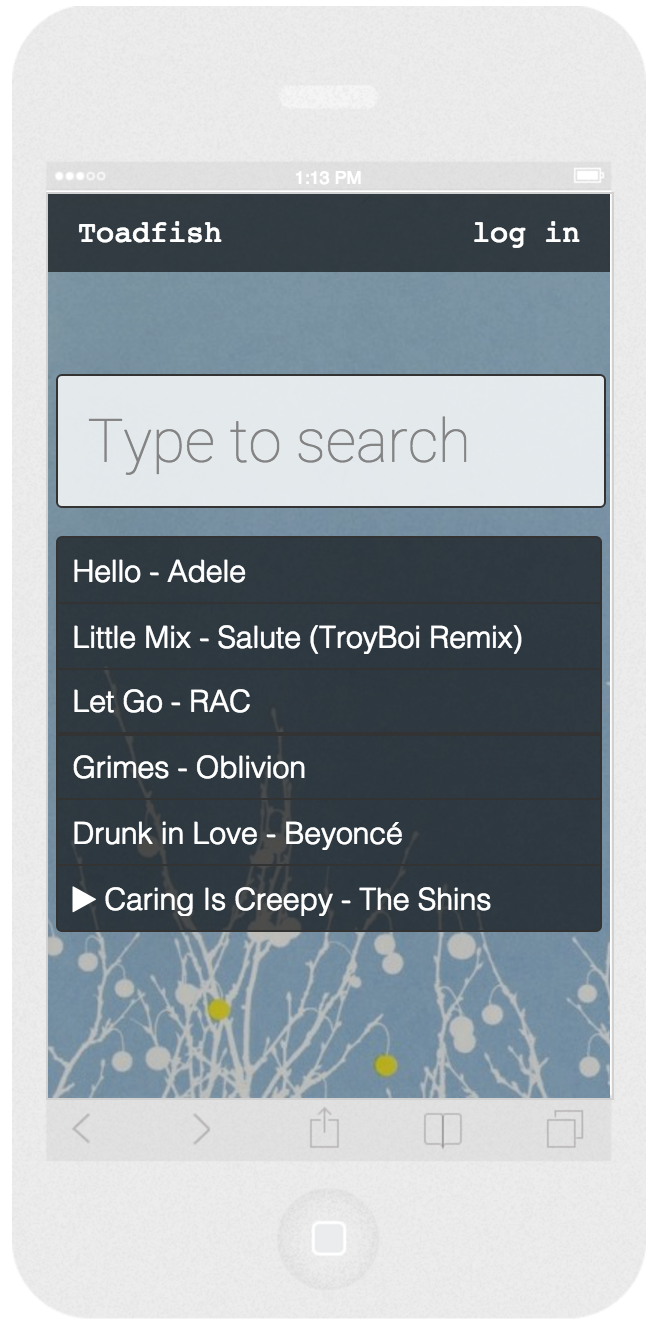 1:13 PM
Toadfish log in
Type to search
Hello - Adele
Little Mix - Salute (TroyBoi Remix)
Let Go - RAC
Grimes - Oblivion
Drunk in Love - Beyoncé
Caring Is Creepy - The Shins